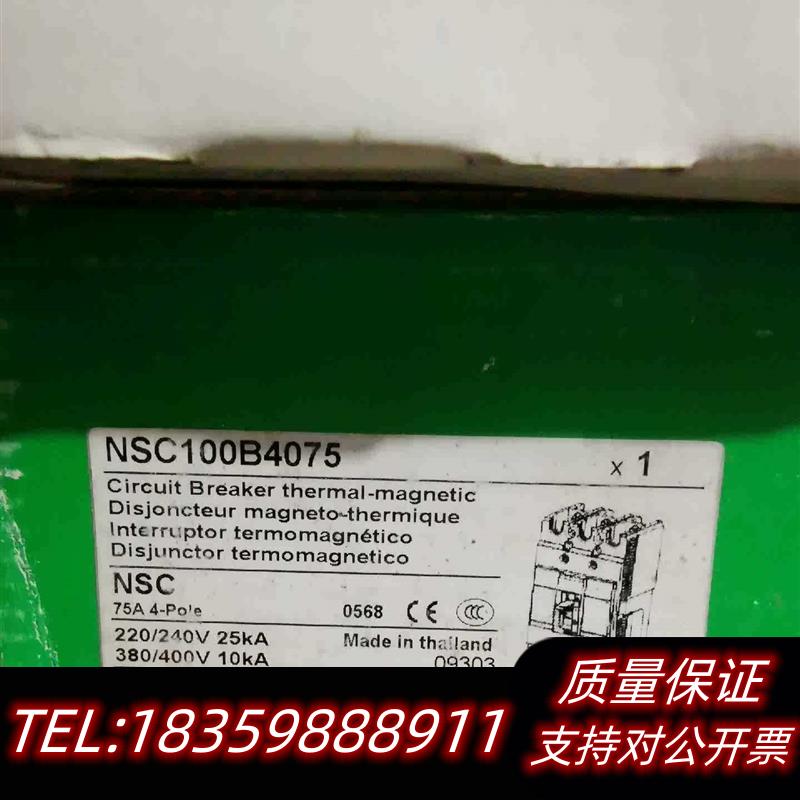 NSC100B4075
x 1
Circuit Breaker thermal-magnetic
Disjoncteur magneto-thermique
Interruptor termomagnético
Disjunctor termomagnetico
NSC
75A 4-Pole
0568 CE CCC
220/240V 25kA
Made in thailand
380/400V 10kA
09303
质量保证
TEL:18359888911
支持对公开票